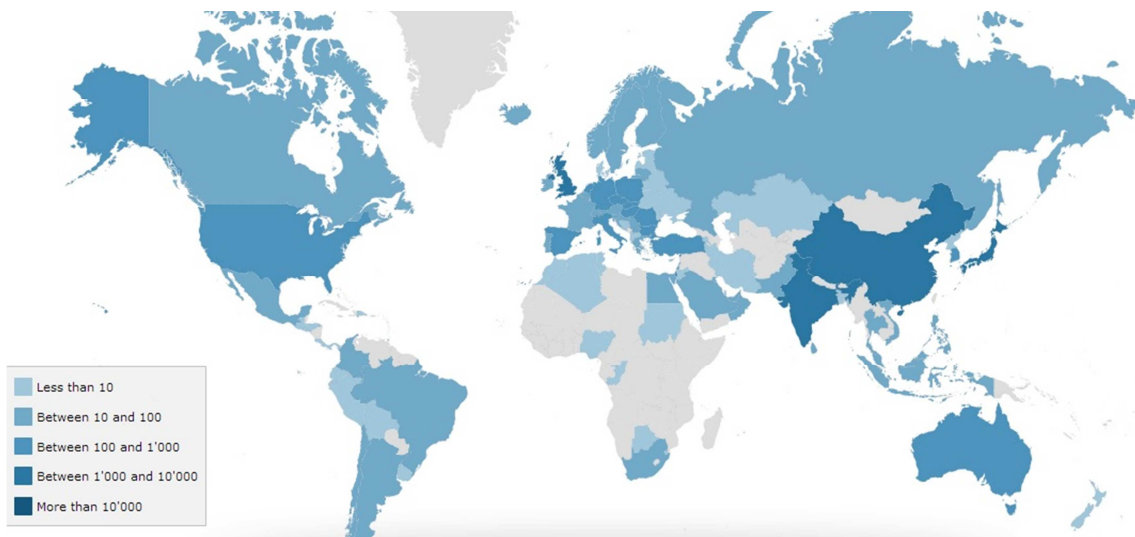 Less than 10
Between 10 and 100
Between 100 and 1'000
Between 1'000 and 10'000
More than 10'000